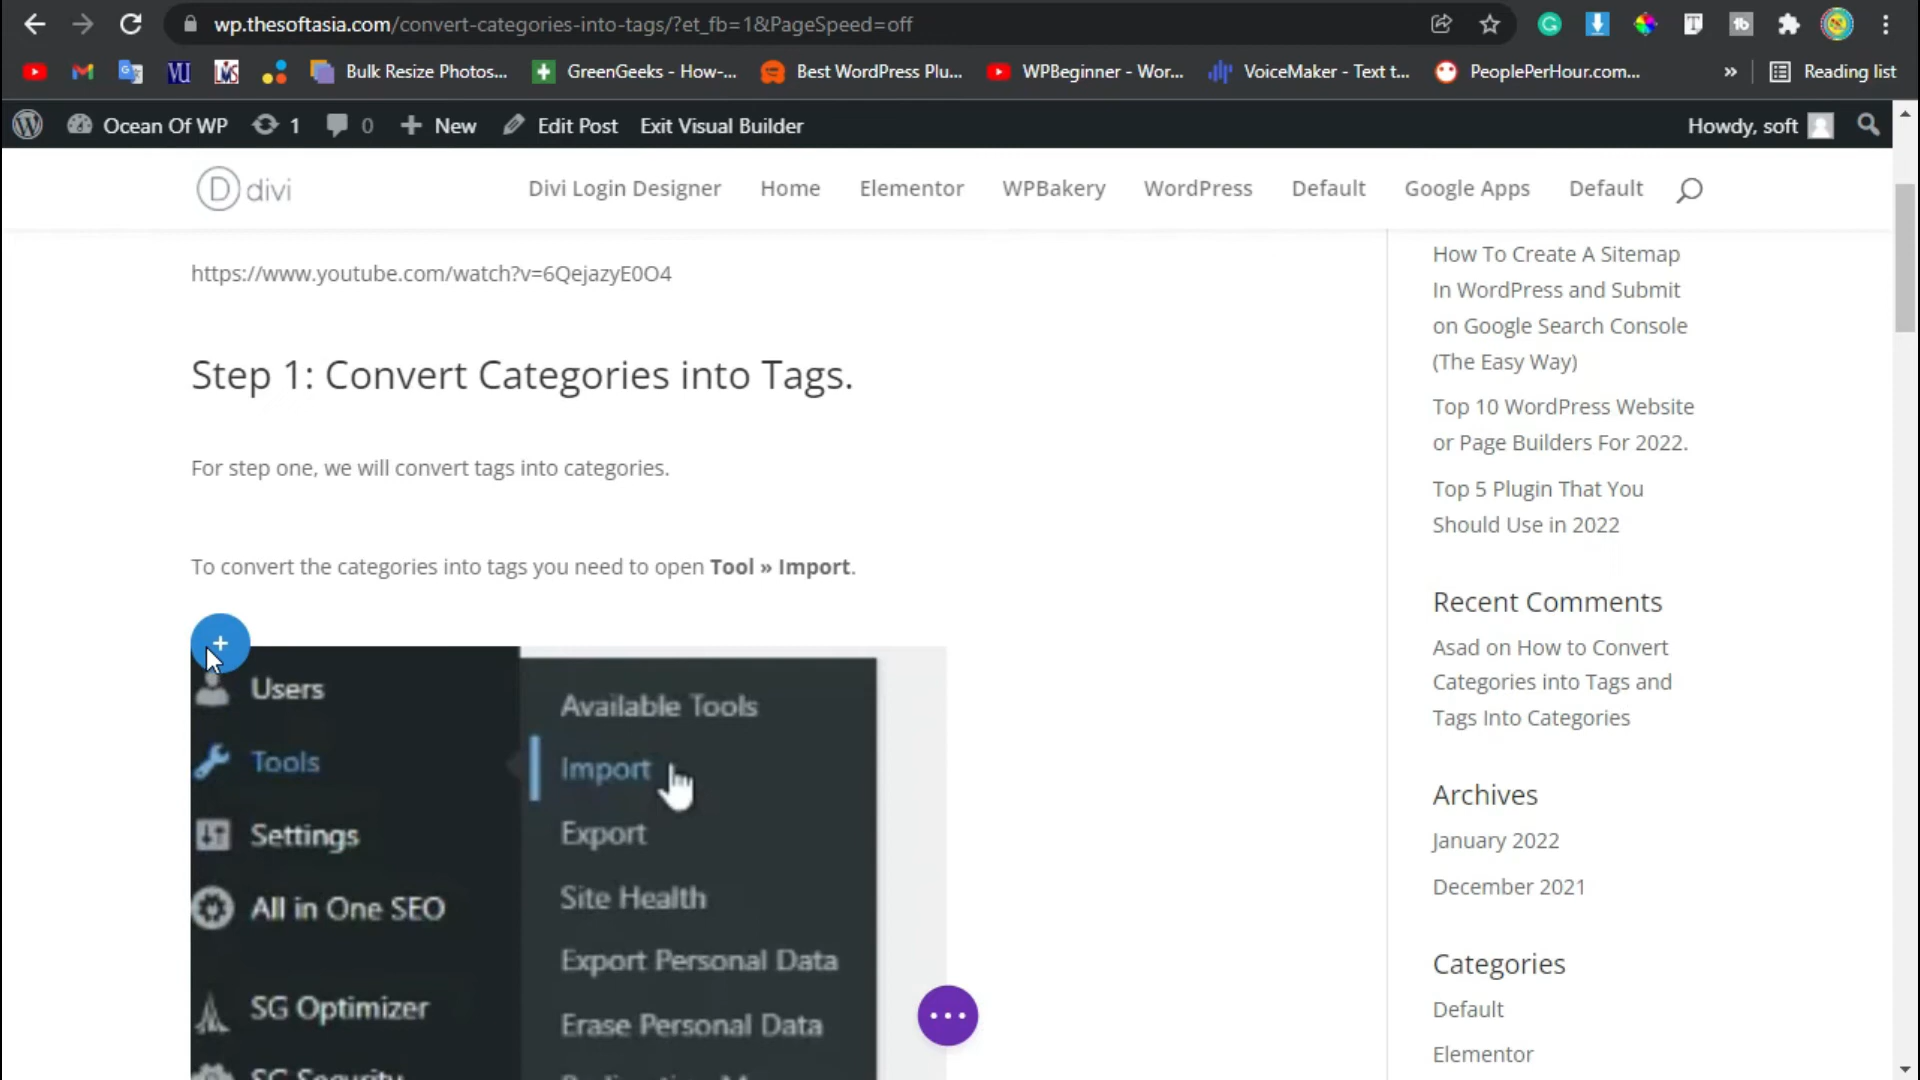 wp.thesoftasia.com/convert-categories-into-tags/?et_fb=1&PageSpeed=off
Bulk Resize Photos... GreenGeeks - How-... Best WordPress Plu... WPBeginner - Wor... VoiceMaker - Text t... PeoplePerHour.com... » Reading list
Ocean Of WP 1 0 New Edit Post Exit Visual Builder Howdy, soft
divi Divi Login Designer Home Elementor WPBakery WordPress Default Google Apps Default
https://www.youtube.com/watch?v=6QejazyE0O4
Step 1: Convert Categories into Tags.
For step one, we will convert tags into categories.
To convert the categories into tags you need to open Tool » Import.
Users
Tools
Settings
All in One SEO
SG Optimizer
SG Security
Available Tools
Import
Export
Site Health
Export Personal Data
Erase Personal Data
How To Create A Sitemap
In WordPress and Submit
on Google Search Console
(The Easy Way)
Top 10 WordPress Website
or Page Builders For 2022.
Top 5 Plugin That You
Should Use in 2022
Recent Comments
Asad on How to Convert
Categories into Tags and
Tags Into Categories
Archives
January 2022
December 2021
Categories
Default
Elementor